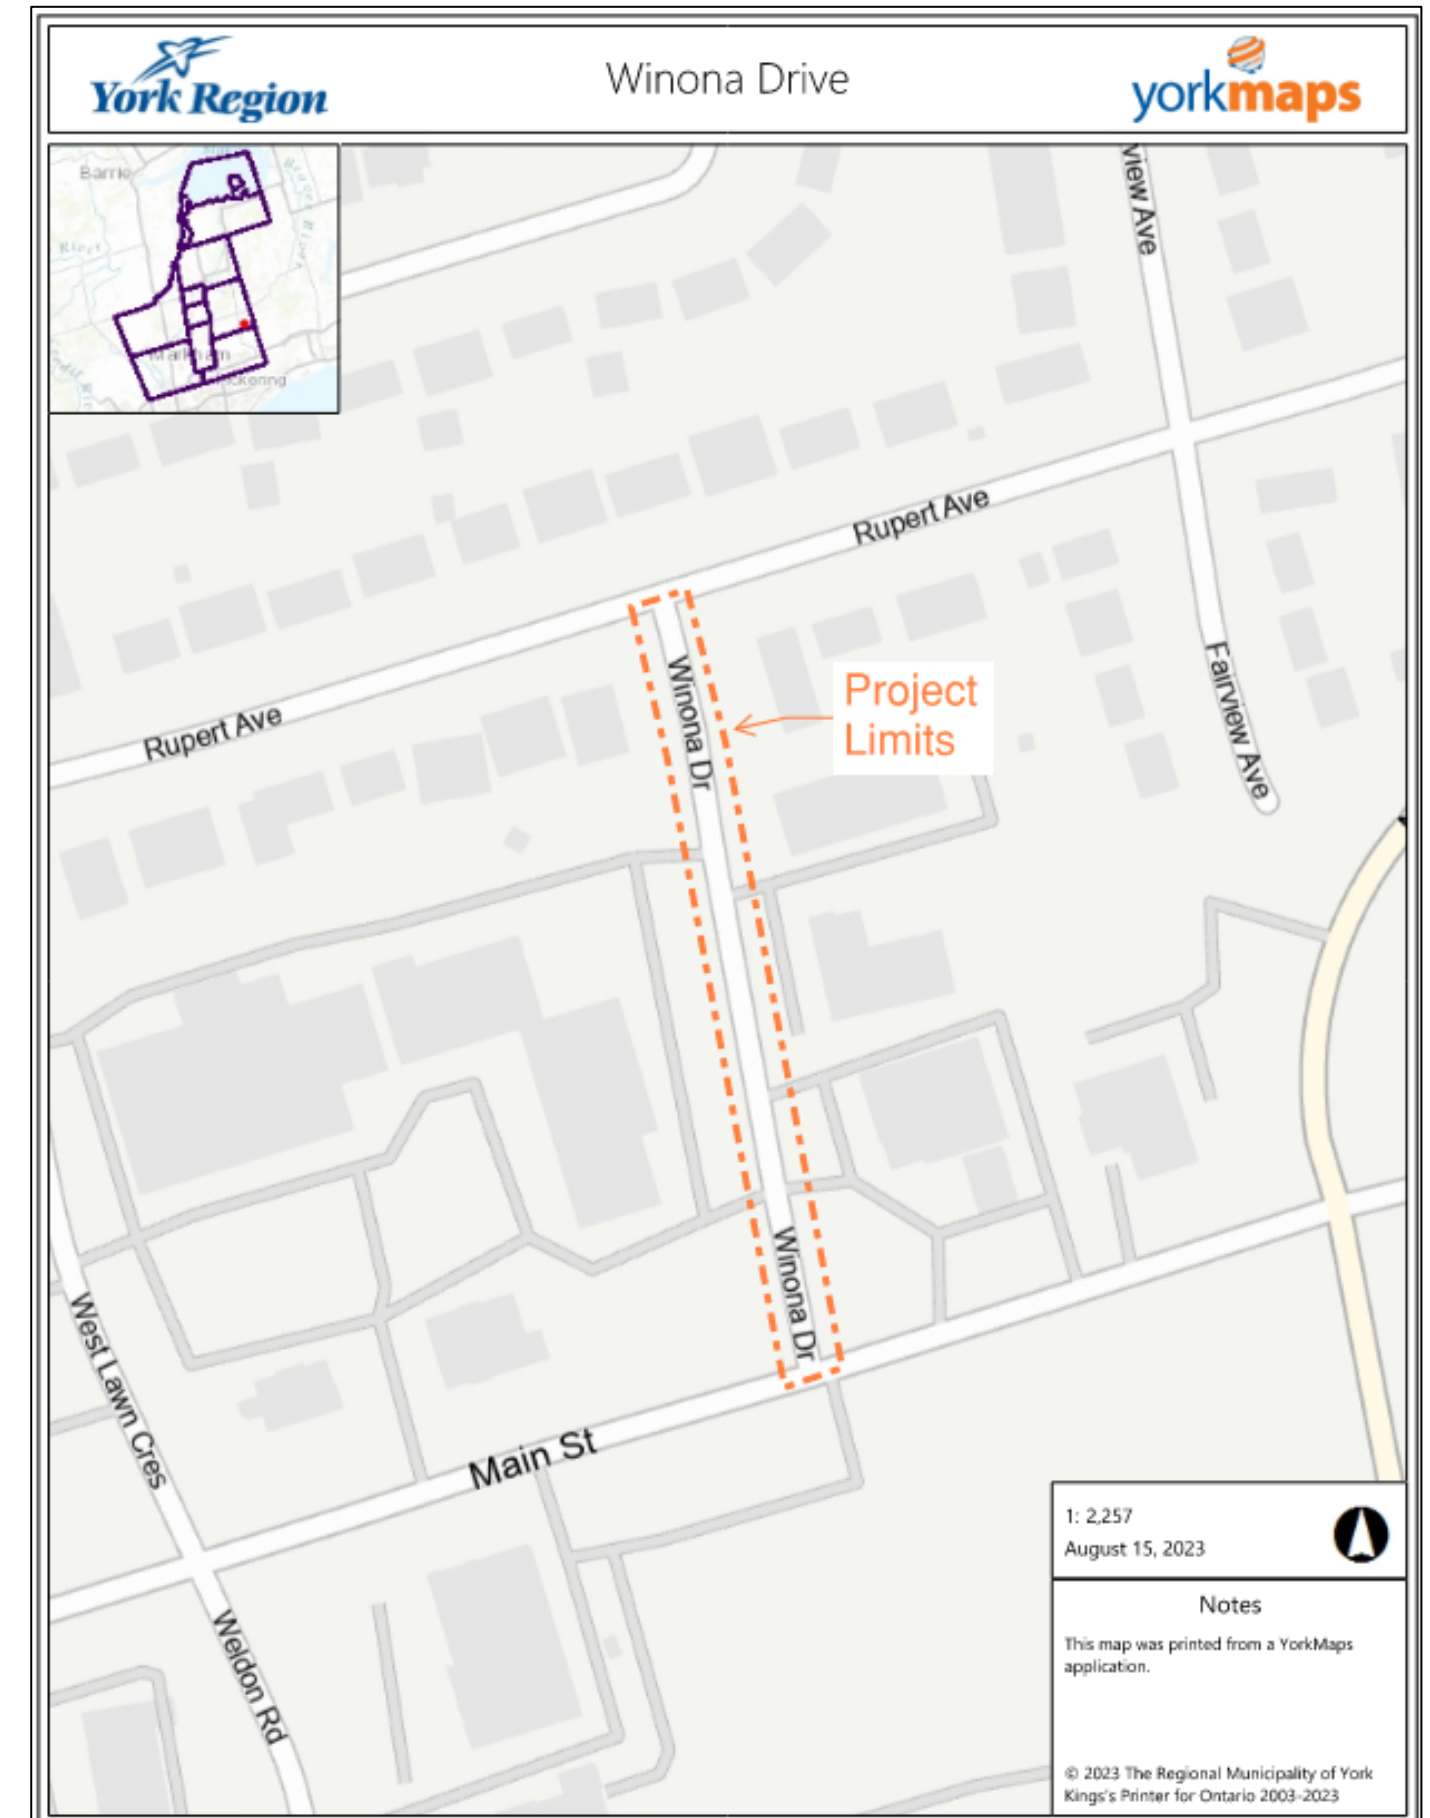 York Region
Winona Drive
yorkmaps
Barrie
Markham
view Ave
Rupert Ave
Winona Dr
Project
Limits
Rupert Ave
Fairview Ave
Winona Dr
West Lawn Cres
Main St
Weldon Rd
1: 2,257
August 15, 2023
Notes
This map was printed from a YorkMaps
application.
© 2023 The Regional Municipality of York
King's Printer for Ontario 2003-2023